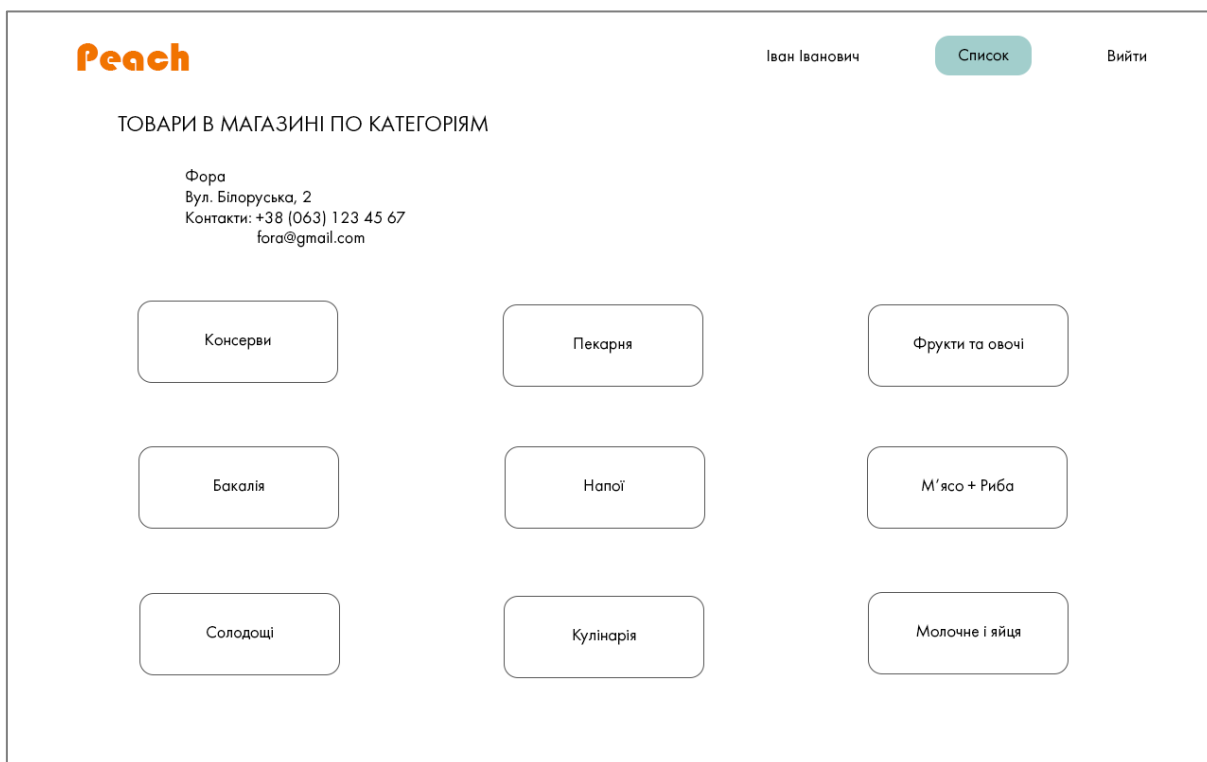 Peach
Іван Іванович
Список
Вийти
ТОВАРИ В МАГАЗИНІ ПО КАТЕГОРІЯМ
Фора
Вул. Білоруська, 2
Контакти: +38 (063) 123 45 67
fora@gmail.com
Консерви
Пекарня
Фрукти та овочі
Бакалія
Напої
М’ясо + Риба
Солодощі
Кулінарія
Молочне і яйця